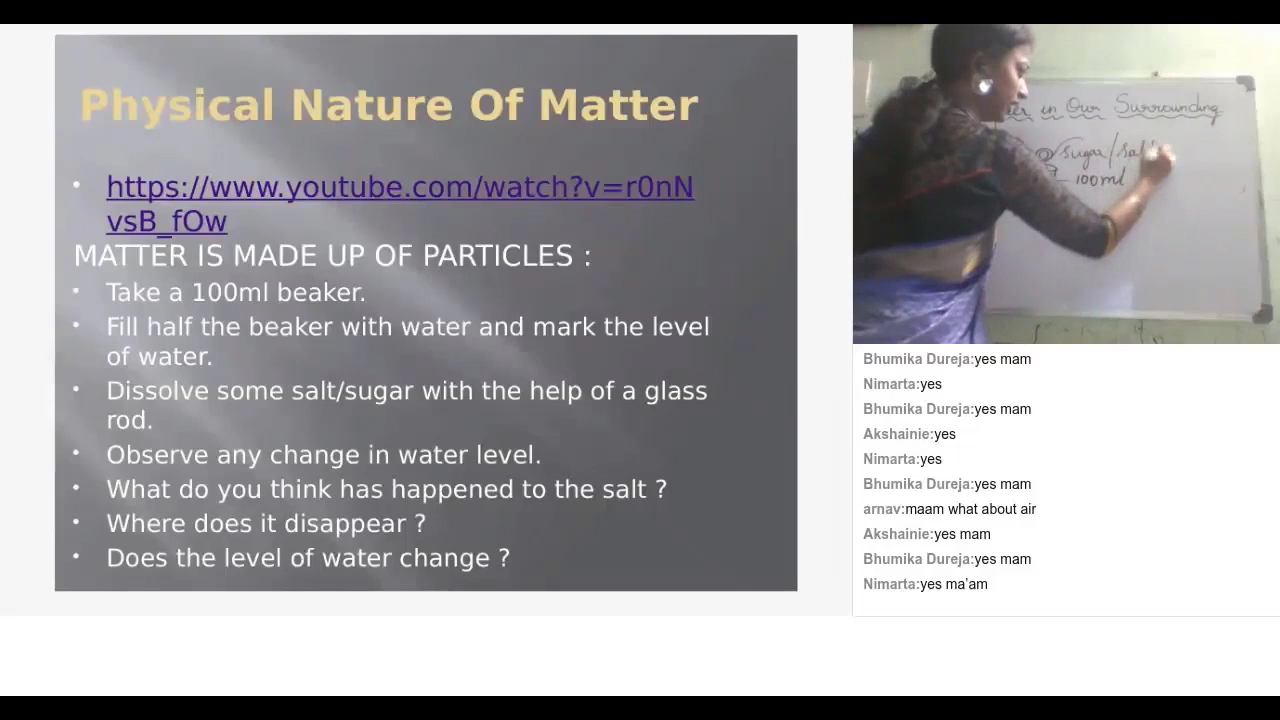 Physical Nature Of Matter
• https://www.youtube.com/watch?v=r0nN
vsB_fOw
MATTER IS MADE UP OF PARTICLES :
• Take a 100ml beaker.
• Fill half the beaker with water and mark the level
of water.
• Dissolve some salt/sugar with the help of a glass
rod.
• Observe any change in water level.
• What do you think has happened to the salt ?
• Where does it disappear ?
• Does the level of water change ?
in Our Surrounding
sugar/sal
100ml
Bhumika Dureja:yes mam
Nimarta:yes
Bhumika Dureja:yes mam
Akshainie:yes
Nimarta:yes
Bhumika Dureja:yes mam
arnav:maam what about air
Akshainie:yes mam
Bhumika Dureja:yes mam
Nimarta:yes ma'am